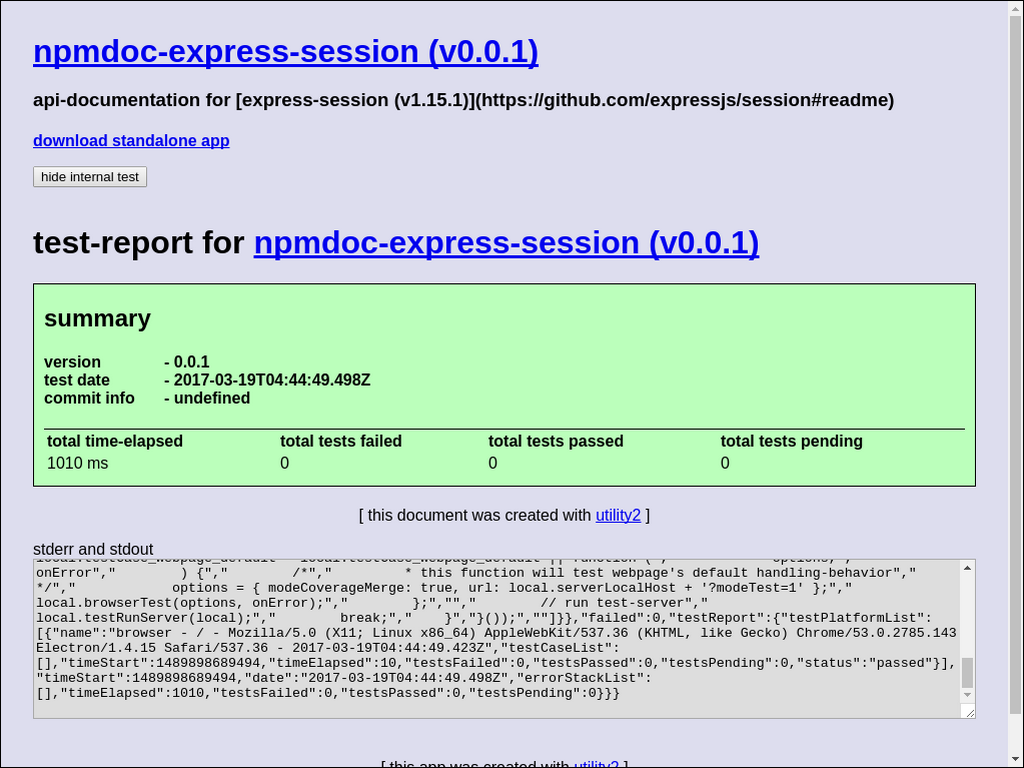 npmdoc-express-session (v0.0.1)
api-documentation for [express-session (v1.15.1)](https://github.com/expressjs/session#readme)
download standalone app
hide internal test
test-report for npmdoc-express-session (v0.0.1)
summary
version - 0.0.1
test date - 2017-03-19T04:44:49.498Z
commit info - undefined
total time-elapsed total tests failed total tests passed total tests pending
1010 ms 0 0 0
[ this document was created with utility2 ]
stderr and stdout
local.testCase_webpage_default = local.testCase_webpage_default || function (","            options,","
onError","        ) {","        /*","         * this function will test webpage's default handling-behavior","
*/","            options = { modeCoverageMerge: true, url: local.serverLocalHost + '?modeTest=1' };","
local.browserTest(options, onError);","        };","","        // run test-server","
local.testRunServer(local);","        break;","    }","}());",""]}},"failed":0,"testReport":{"testPlatformList":
[{"name":"browser - / - Mozilla/5.0 (X11; Linux x86_64) AppleWebKit/537.36 (KHTML, like Gecko) Chrome/53.0.2785.143
Electron/1.4.15 Safari/537.36 - 2017-03-19T04:44:49.423Z","testCaseList":
[],"timeStart":1489898689494,"timeElapsed":10,"testsFailed":0,"testsPassed":0,"testsPending":0,"status":"passed"}],
"timeStart":1489898689494,"date":"2017-03-19T04:44:49.498Z","errorStackList":
[],"timeElapsed":1010,"testsFailed":0,"testsPassed":0,"testsPending":0}}}
[ this app was created with utility2 ]